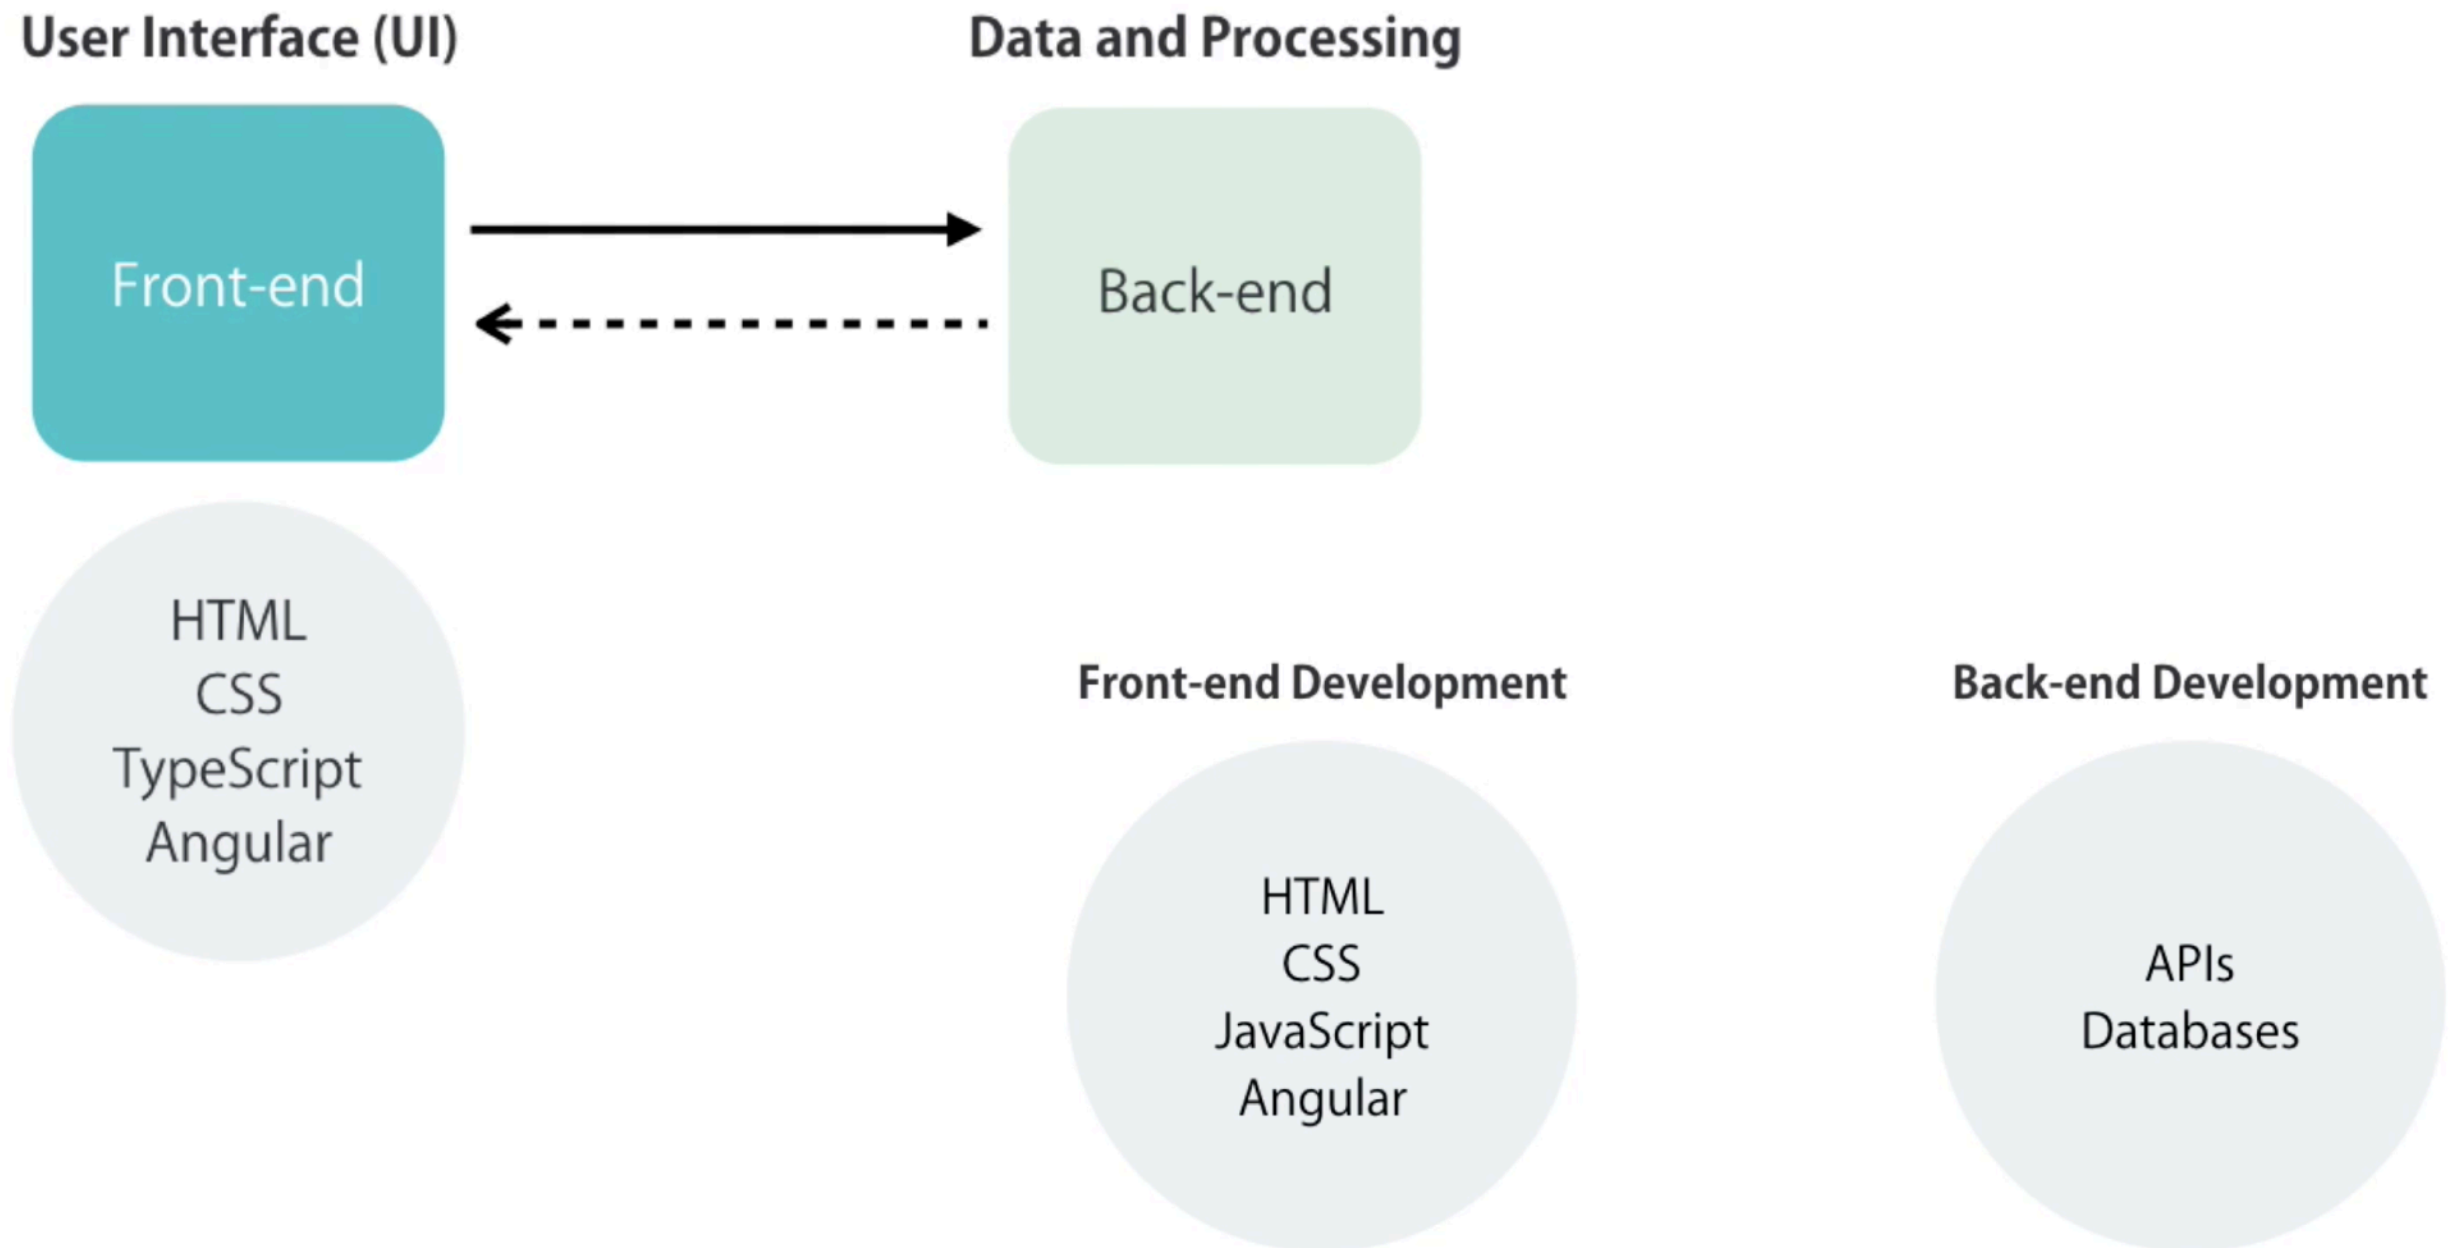 User Interface (UI)
Data and Processing
Front-end
Back-end
HTML
CSS
TypeScript
Angular
Front-end Development
Back-end Development
HTML
CSS
JavaScript
Angular
APIs
Databases